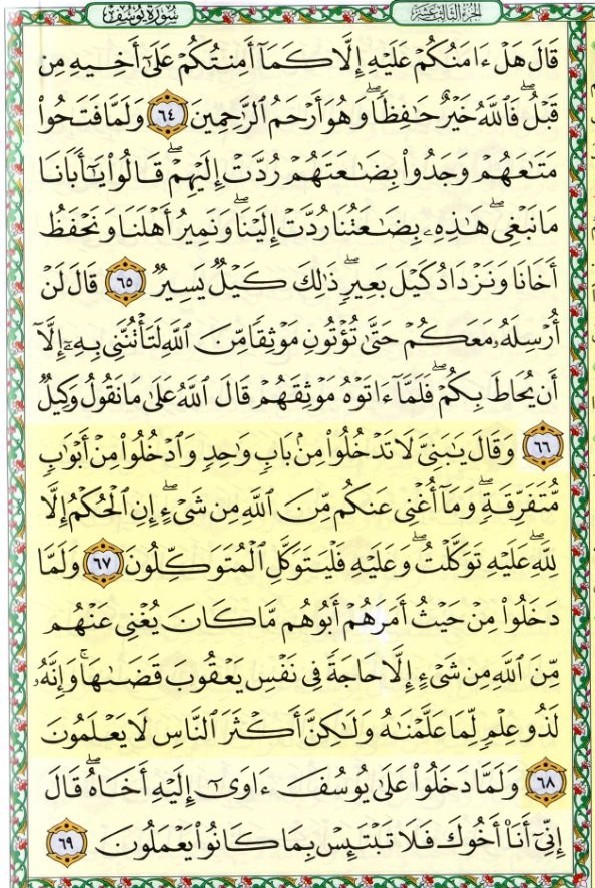 سُورَةُ يُوسُفَ الجزء الثالث عشر
قَالَ هَلْ ءَامَنُكُمْ عَلَيْهِ إِلَّا كَمَآ أَمِنتُكُمْ عَلَىٰٓ أَخِيهِ مِن
قَبْلُ ۖ فَٱللَّهُ خَيْرٌ حَـٰفِظًا ۖ وَهُوَ أَرْحَمُ ٱلرَّٰحِمِينَ ٦٤ وَلَمَّا فَتَحُوا۟
مَتَـٰعَهُمْ وَجَدُوا۟ بِضَـٰعَتَهُمْ رُدَّتْ إِلَيْهِمْ ۖ قَالُوا۟ يَـٰٓأَبَانَا
مَا نَبْغِى ۖ هَـٰذِهِۦ بِضَـٰعَتُنَا رُدَّتْ إِلَيْنَا ۖ وَنَمِيرُ أَهْلَنَا وَنَحْفَظُ
أَخَانَا وَنَزْدَادُ كَيْلَ بَعِيرٍ ۖ ذَٰلِكَ كَيْلٌ يَسِيرٌ ٦٥ قَالَ لَنْ
أُرْسِلَهُۥ مَعَكُمْ حَتَّىٰ تُؤْتُونِ مَوْثِقًا مِّنَ ٱللَّهِ لَتَأْتُنَّنِى بِهِۦٓ إِلَّآ
أَن يُحَاطَ بِكُمْ ۖ فَلَمَّآ ءَاتَوْهُ مَوْثِقَهُمْ قَالَ ٱللَّهُ عَلَىٰ مَا نَقُولُ وَكِيلٌ
٦٦ وَقَالَ يَـٰبَنِىَّ لَا تَدْخُلُوا۟ مِنۢ بَابٍ وَٰحِدٍ وَٱدْخُلُوا۟ مِنْ أَبْوَٰبٍ
مُّتَفَرِّقَةٍ ۖ وَمَآ أُغْنِى عَنكُم مِّنَ ٱللَّهِ مِن شَىْءٍ ۖ إِنِ ٱلْحُكْمُ إِلَّا
لِلَّهِ ۖ عَلَيْهِ تَوَكَّلْتُ ۖ وَعَلَيْهِ فَلْيَتَوَكَّلِ ٱلْمُتَوَكِّلُونَ ٦٧ وَلَمَّا
دَخَلُوا۟ مِنْ حَيْثُ أَمَرَهُمْ أَبُوهُم مَّا كَانَ يُغْنِى عَنْهُم
مِّنَ ٱللَّهِ مِن شَىْءٍ إِلَّا حَاجَةً فِى نَفْسِ يَعْقُوبَ قَضَىٰهَا ۚ وَإِنَّهُۥ
لَذُو عِلْمٍ لِّمَا عَلَّمْنَـٰهُ وَلَـٰكِنَّ أَكْثَرَ ٱلنَّاسِ لَا يَعْلَمُونَ
٦٨ وَلَمَّا دَخَلُوا۟ عَلَىٰ يُوسُفَ ءَاوَىٰٓ إِلَيْهِ أَخَاهُ ۖ قَالَ
إِنِّىٓ أَنَا۠ أَخُوكَ فَلَا تَبْتَئِسْ بِمَا كَانُوا۟ يَعْمَلُونَ ٦٩